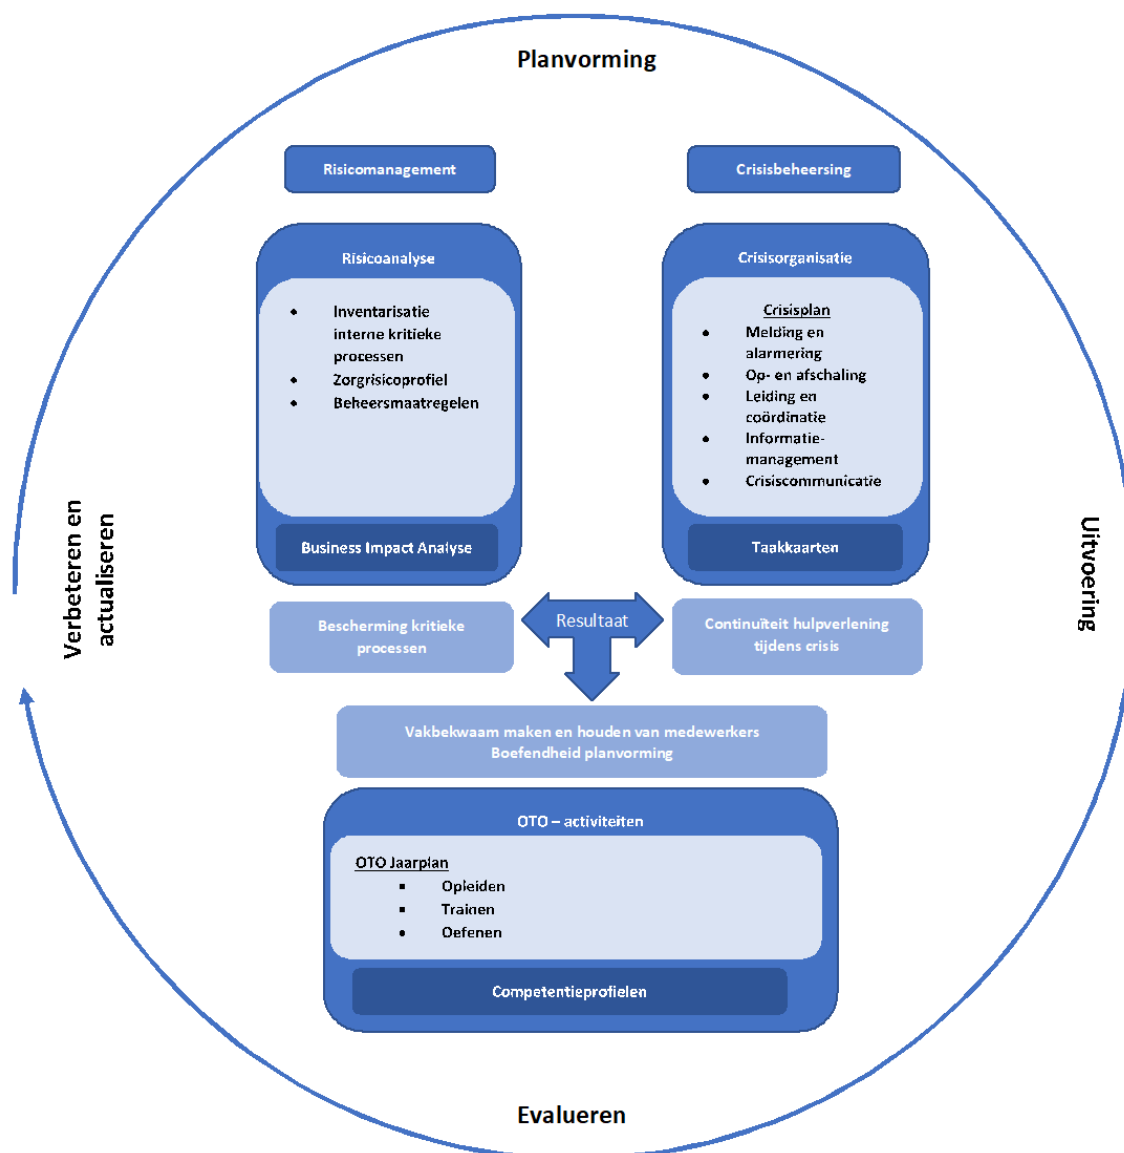 Planvorming
Risicomanagement
Crisisbeheersing
Risicoanalyse
• Inventarisatie
interne kritieke
processen
• Zorgrisicoprofiel
• Beheersmaatregelen
Business Impact Analyse
Crisisorganisatie
Crisisplan
• Melding en
alarmering
• Op- en afschaling
• Leiding en
coördinatie
• Informatie-
management
• Crisiscommunicatie
Taakkaarten
Verbeteren en
actualiseren
Uitvoering
Bescherming kritieke
processen
Resultaat
Continuïteit hulpverlening
tijdens crisis
Vakbekwaam maken en houden van medewerkers
Boefendheid planvorming
OTO – activiteiten
OTO Jaarplan
▪ Opleiden
▪ Trainen
• Oefenen
Competentieprofielen
Evalueren